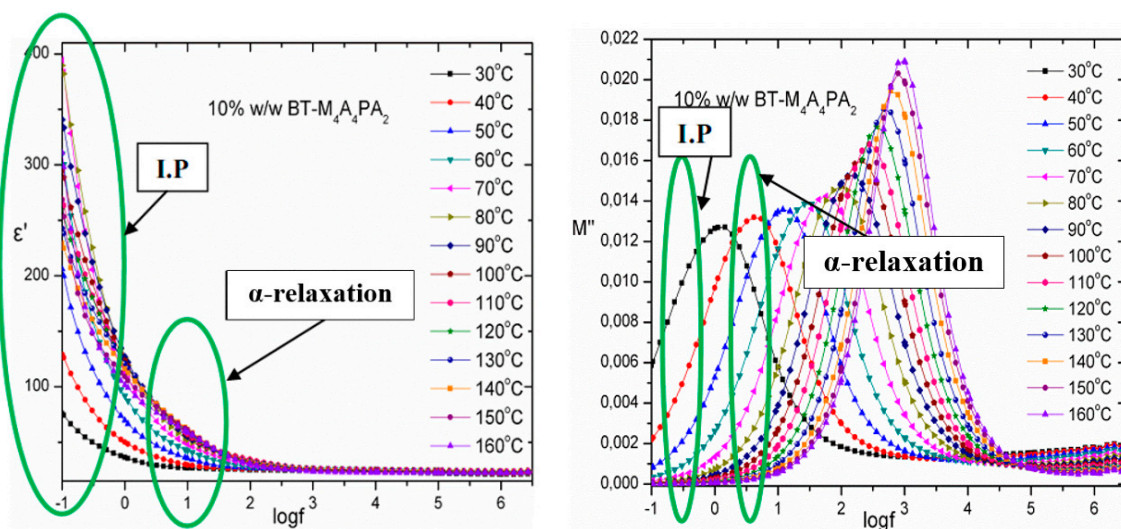 400
300
200
100
ε'
-1 0 1 2 3 4 5 6
logf
10% w/w BT-M₄A₄PA₂
I.P
α-relaxation
30°C
40°C
50°C
60°C
70°C
80°C
90°C
100°C
110°C
120°C
130°C
140°C
150°C
160°C
0,022
0,020
0,018
0,016
0,014
0,012
0,010
0,008
0,006
0,004
0,002
0,000
M"
-1 0 1 2 3 4 5 6
logf
10% w/w BT-M₄A₄PA₂
I.P
α-relaxation
30°C
40°C
50°C
60°C
70°C
80°C
90°C
100°C
110°C
120°C
130°C
140°C
150°C
160°C